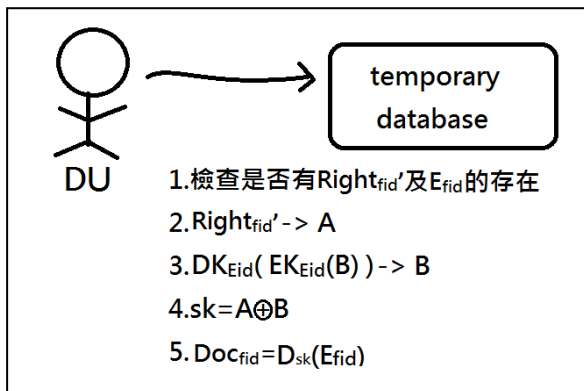 temporary
database
DU
1.檢查是否有Rightfid'及Efid的存在
2.Rightfid'-> A
3.DKEid( EKEid(B) )-> B
4.sk=A⊕B
5. Docfid=Dsk(Efid)